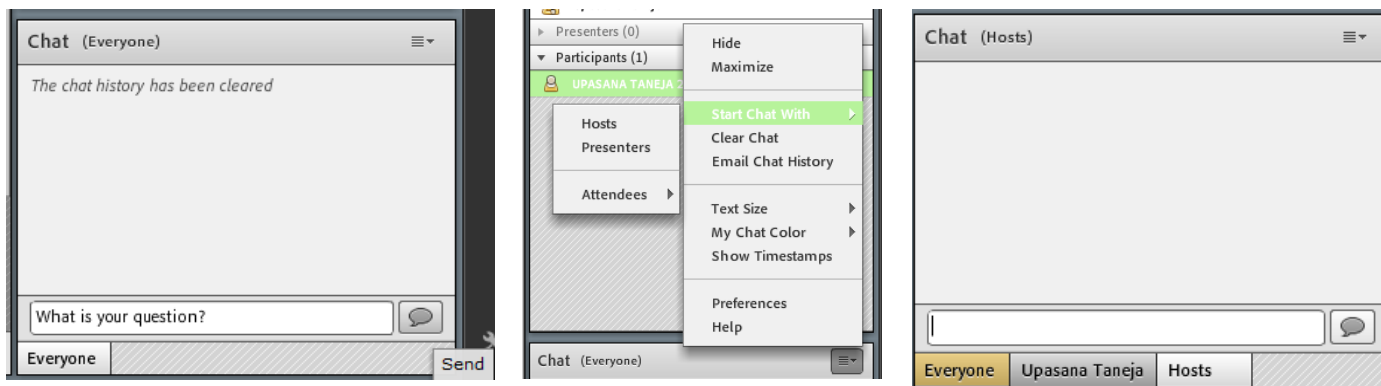 Chat (Everyone)
The chat history has been cleared
What is your question?
Everyone
Send
Presenters (0)
Participants (1)
UPASANA TANEJA
Hosts
Presenters
Attendees
Hide
Maximize
Start Chat With
Clear Chat
Email Chat History
Text Size
My Chat Color
Show Timestamps
Preferences
Help
Chat (Everyone)
Chat (Hosts)
Everyone
Upasana Taneja
Hosts